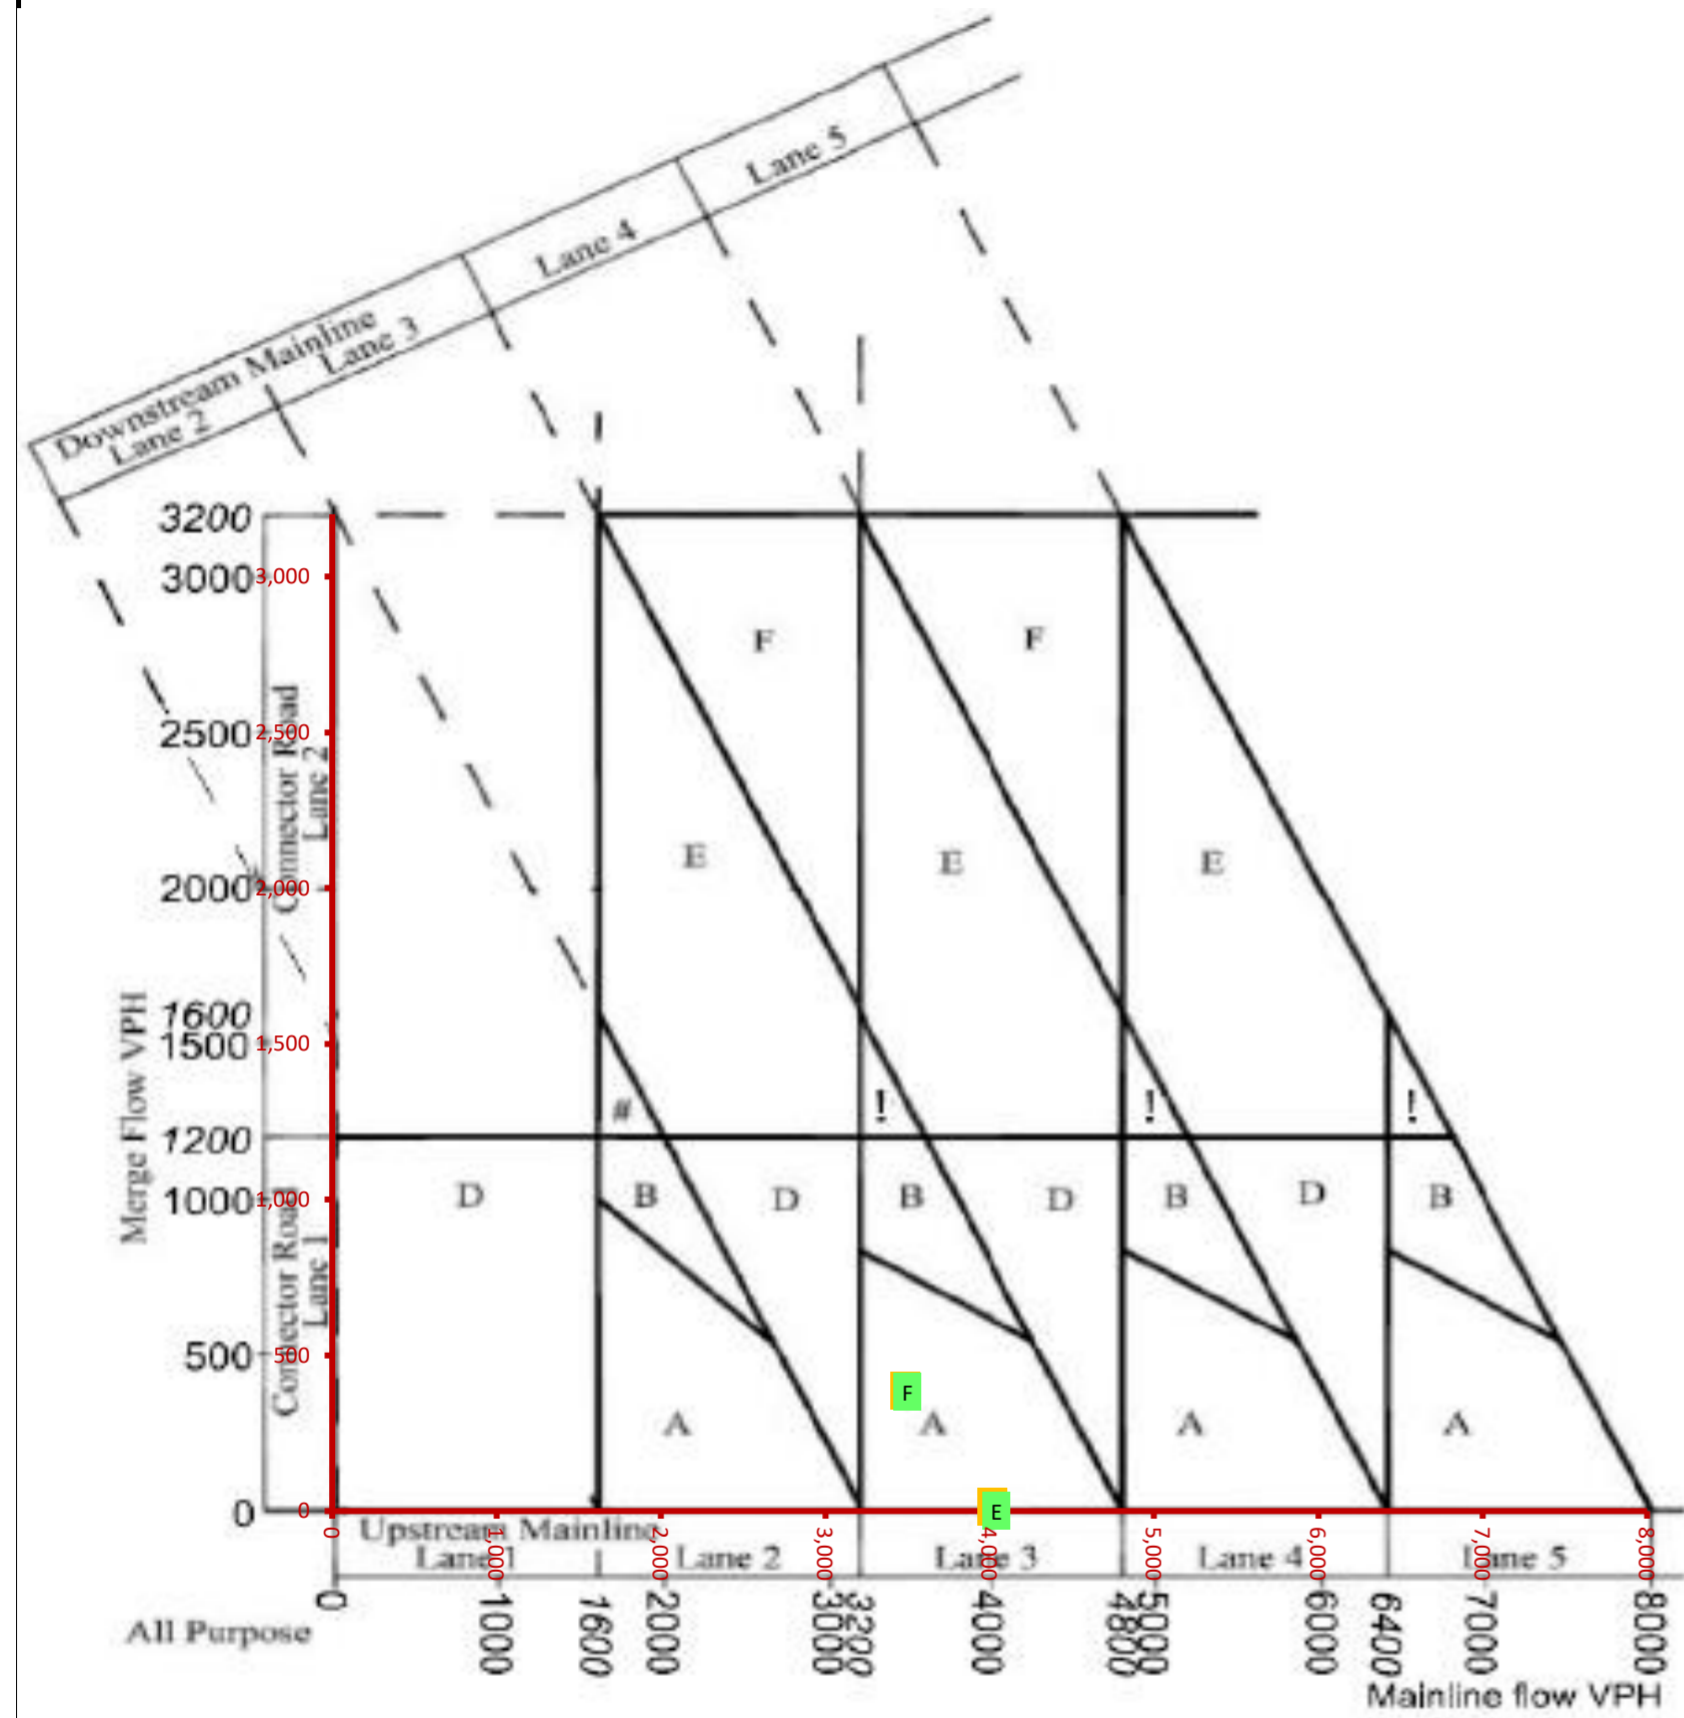 Lane 5
Lane 4
Downstream Mainline
Lane 3
Lane 2
3200
3000
3,000
F
F
2500
2,500
Connector Road
Lane 2
E
E
E
2000
2,000
Merge Flow VPH
1600
1500
1,500
#
!
!
!
1200
1000
1,000
D
B
D
B
D
B
D
B
Connector Road
Lane 1
500
500
F
A
A
A
A
0
0
E
0
1,000
2,000
3,000
4,000
5,000
6,000
7,000
8,000
Upstream Mainline
Lane 1
Lane 2
Lane 3
Lane 4
Lane 5
All Purpose
0
1000
1600
2000
3000
3200
4000
4800
5000
6000
6400
7000
8000
Mainline flow VPH